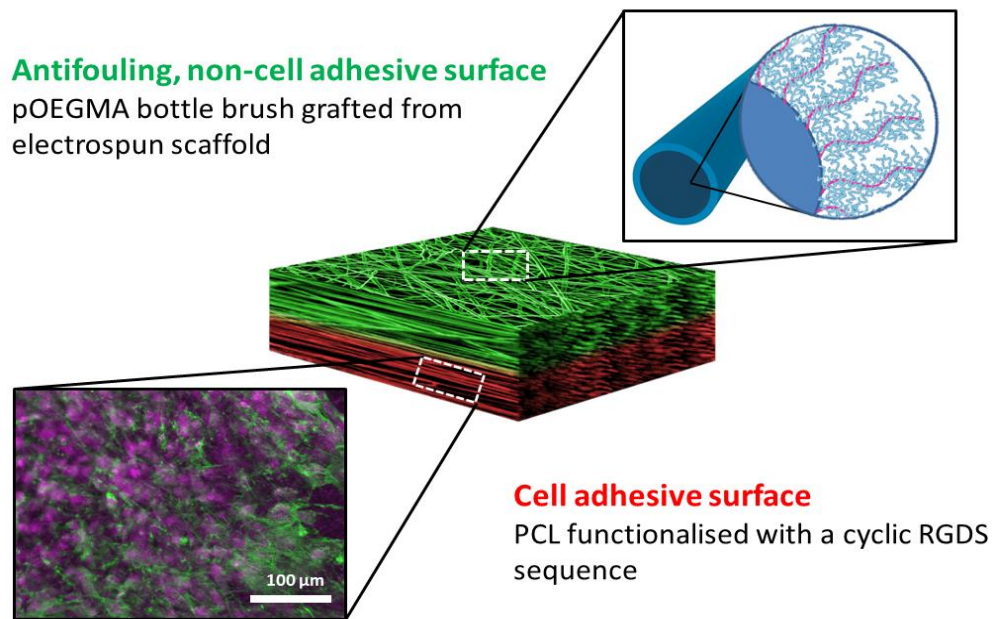 Antifouling, non-cell adhesive surface
pOEGMA bottle brush grafted from
electrospun scaffold
100 µm
Cell adhesive surface
PCL functionalised with a cyclic RGDS
sequence